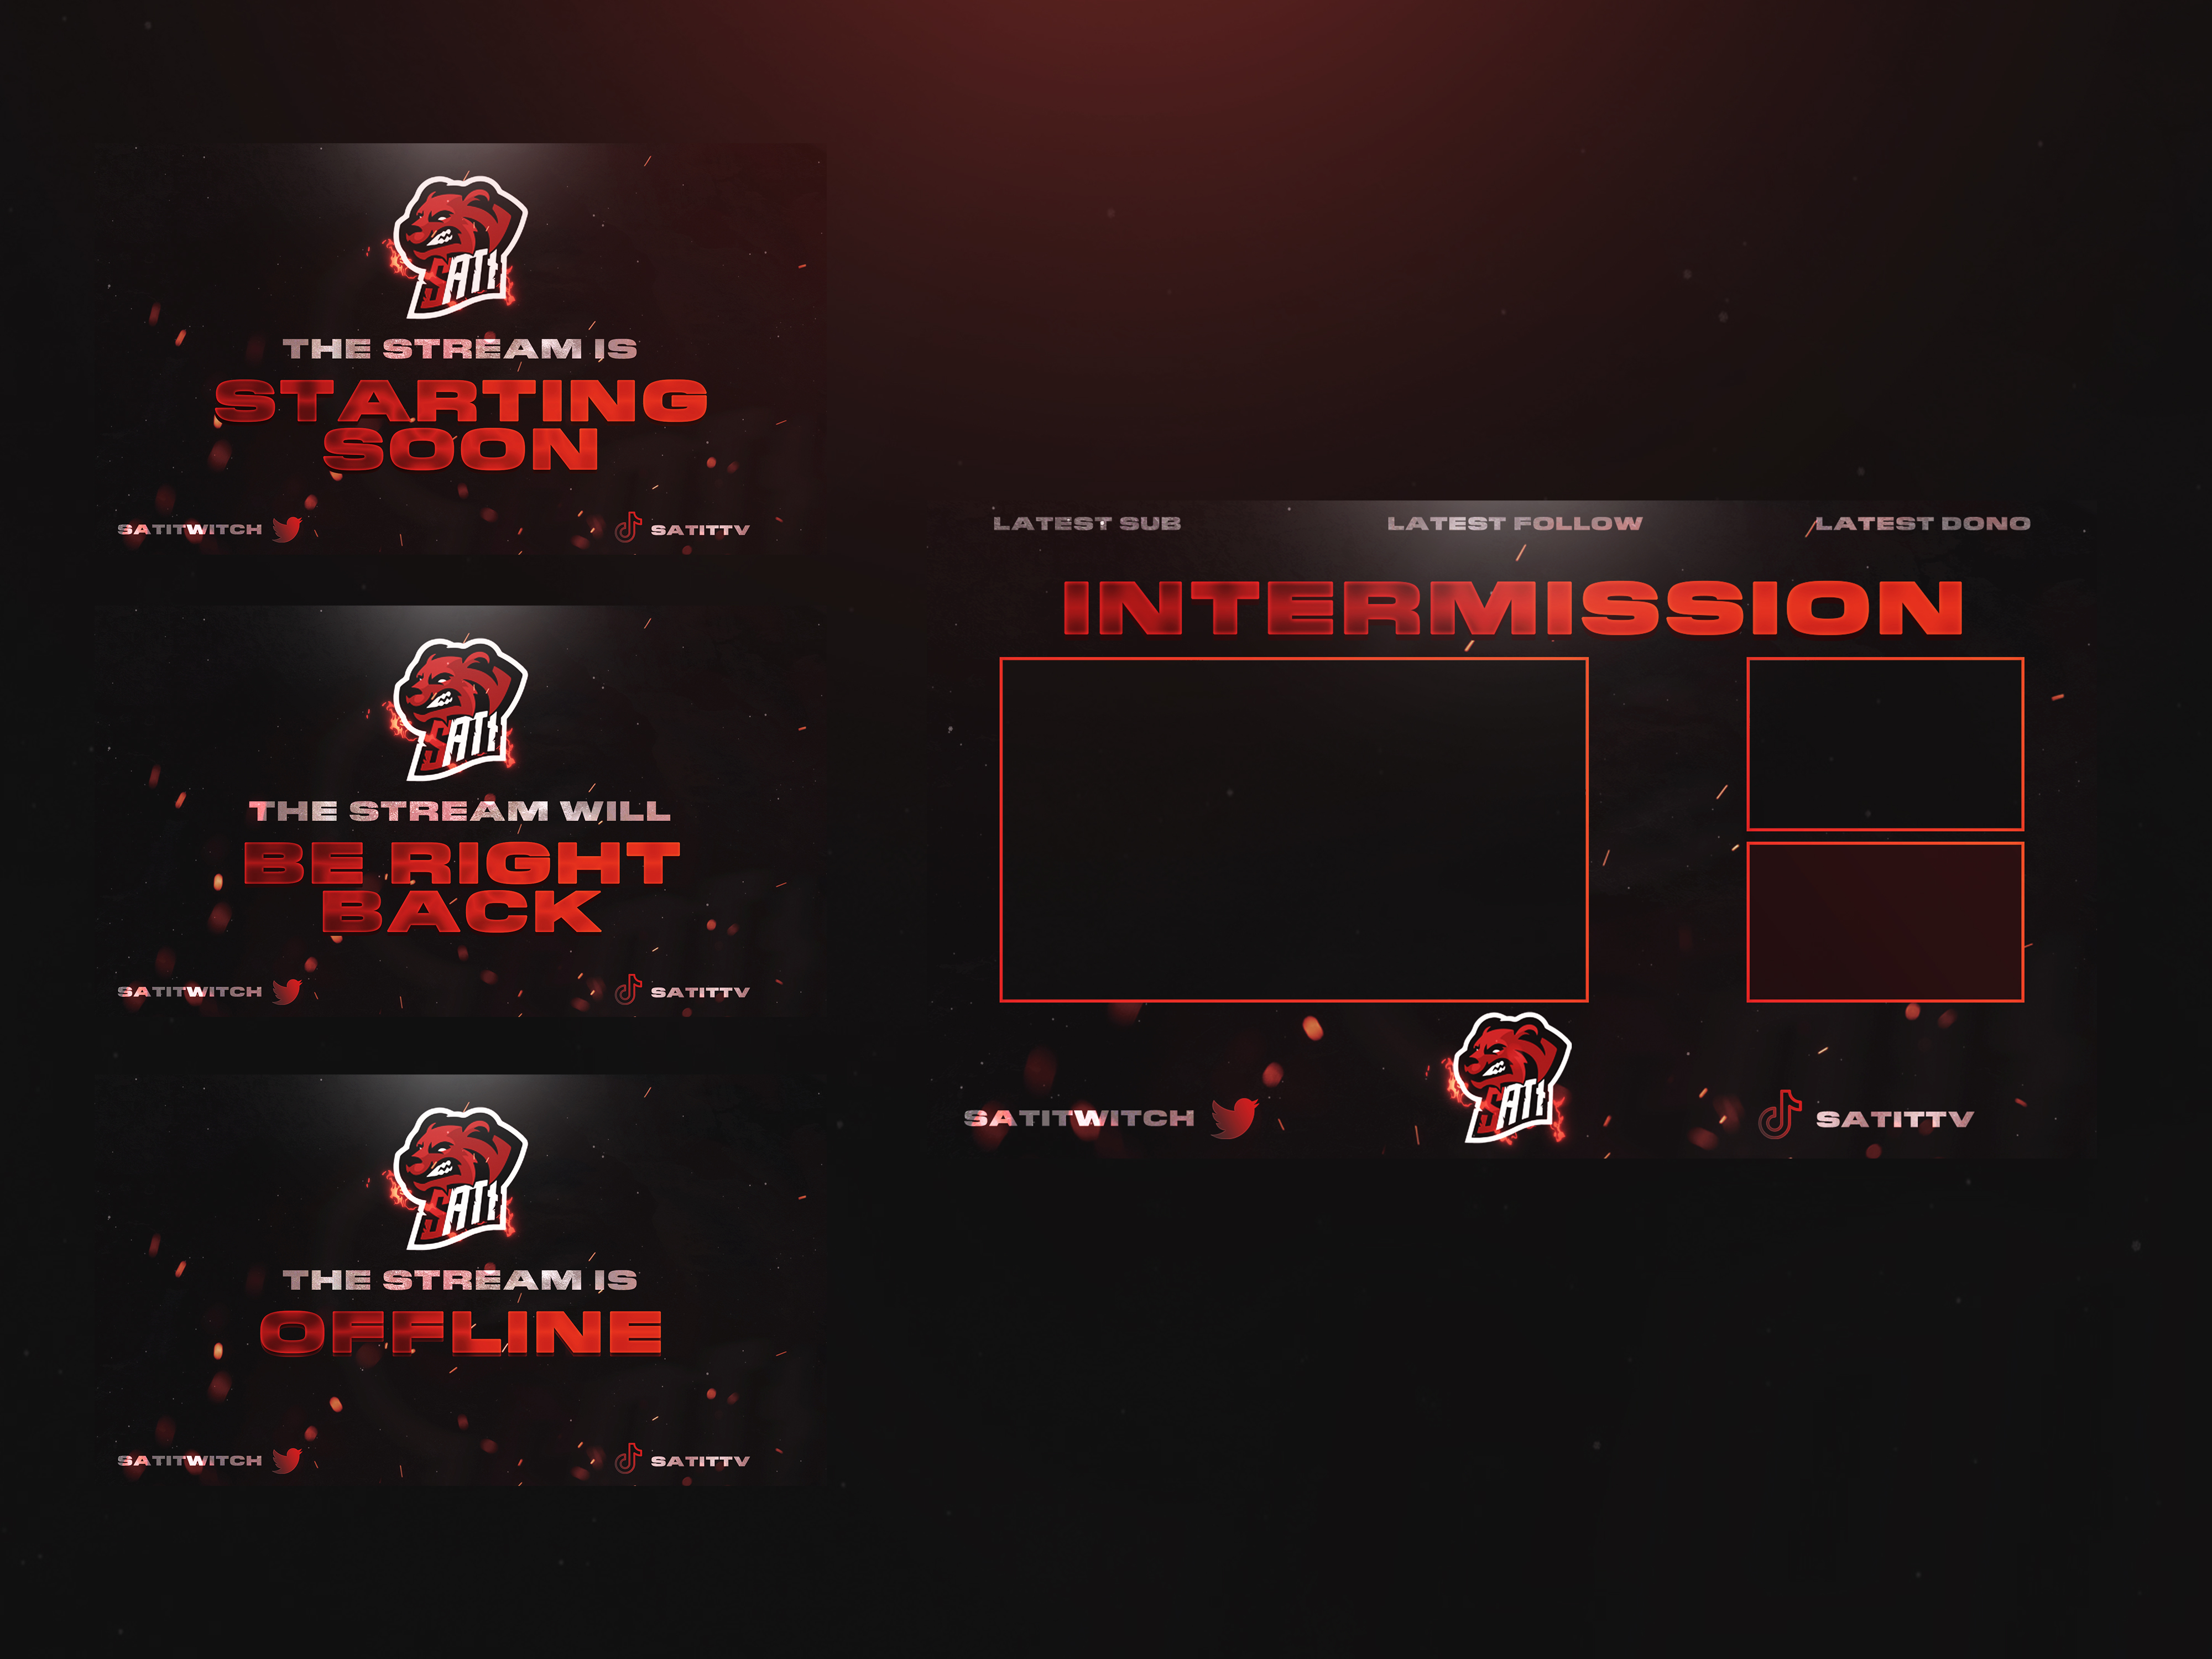 SATI
THE STREAM IS
STARTING
SOON
SATITWITCH
SATITTV
SATI
THE STREAM WILL
BE RIGHT
BACK
SATITWITCH
SATITTV
SATI
THE STREAM IS
OFFLINE
SATITWITCH
SATITTV
LATEST SUB
LATEST FOLLOW
LATEST DONO
INTERMISSION
SATITWITCH
SATI
SATITTV